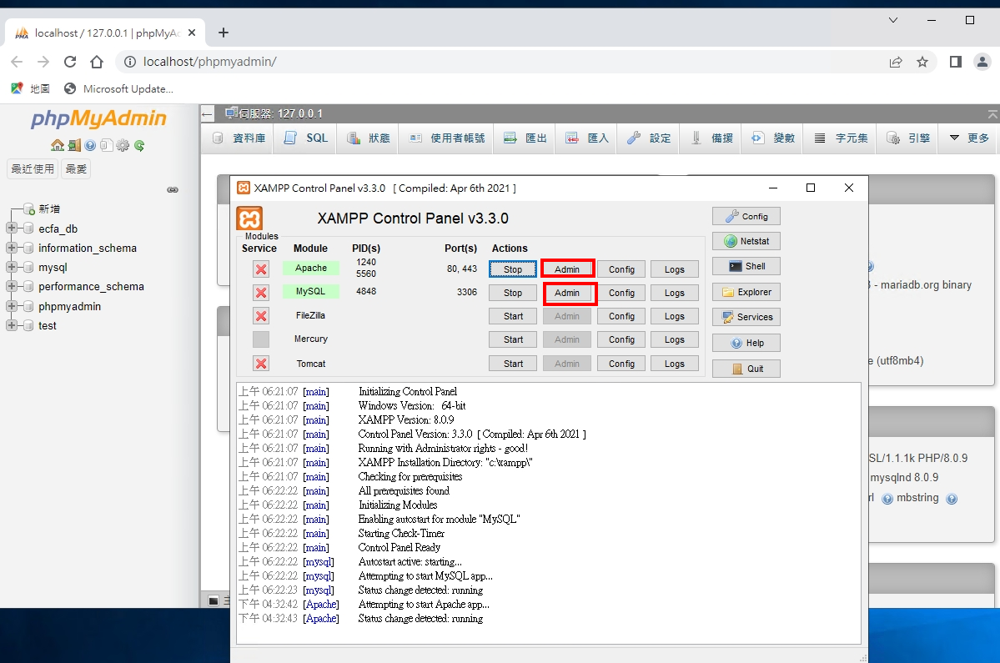 localhost / 127.0.0.1 | phpMyAd
localhost/phpmyadmin/
地圖 Microsoft Update...
phpMyAdmin
最近使用 最愛
新增
ecfa_db
information_schema
mysql
performance_schema
phpmyadmin
test
伺服器: 127.0.0.1
資料庫 SQL 狀態 使用者帳號 匯出 匯入 設定 備援 變數 字元集 引擎 更多
XAMPP Control Panel v3.3.0 [ Compiled: Apr 6th 2021 ]
XAMPP Control Panel v3.3.0
Modules
Service Module PID(s) Port(s) Actions
Apache 1240 5560 80, 443 Stop Admin Config Logs
MySQL 4848 3306 Stop Admin Config Logs
FileZilla Start Admin Config Logs
Mercury Start Admin Config Logs
Tomcat Start Admin Config Logs
Config
Netstat
Shell
Explorer
Services
Help
Quit
上午 06:21:07 [main] Initializing Control Panel
上午 06:21:07 [main] Windows Version: 64-bit
上午 06:21:07 [main] XAMPP Version: 8.0.9
上午 06:21:07 [main] Control Panel Version: 3.3.0 [ Compiled: Apr 6th 2021 ]
上午 06:21:07 [main] Running with Administrator rights - good!
上午 06:21:07 [main] XAMPP Installation Directory: "c:\xampp\"
上午 06:21:07 [main] Checking for prerequisites
上午 06:22:22 [main] All prerequisites found
上午 06:22:22 [main] Initializing Modules
上午 06:22:22 [main] Enabling autostart for module "MySQL"
上午 06:22:22 [main] Starting Check-Timer
上午 06:22:22 [main] Control Panel Ready
上午 06:22:22 [mysql] Autostart active: starting...
上午 06:22:22 [mysql] Attempting to start MySQL app...
上午 06:22:23 [mysql] Status change detected: running
下午 04:32:42 [Apache] Attempting to start Apache app...
下午 04:32:43 [Apache] Status change detected: running
- mariadb.org binary
(utf8mb4)
SL/1.1.1k PHP/8.0.9
mysqlnd 8.0.9
mbstring